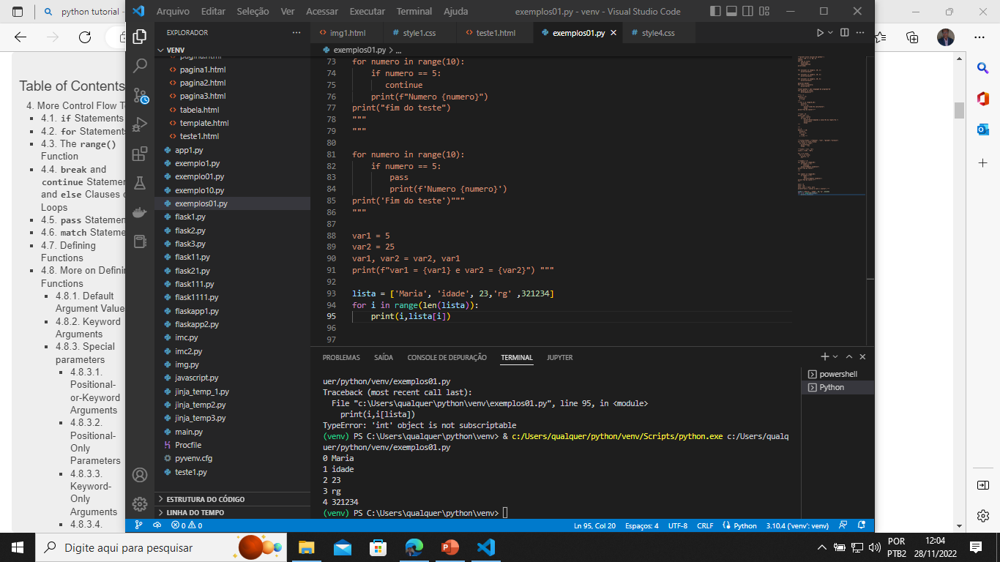 python tutorial -
Table of Contents
4. More Control Flow T
4.1. if Statements
4.2. for Statement
4.3. The range()
Function
4.4. break and
continue Statemen
and else Clauses o
Loops
4.5. pass Statemen
4.6. match Stateme
4.7. Defining
Functions
4.8. More on Defini
Functions
4.8.1. Default
Argument Value
4.8.2. Keyword
Arguments
4.8.3. Special
parameters
4.8.3.1.
Positional-
or-Keyword
Arguments
4.8.3.2.
Positional-
Only
Parameters
4.8.3.3.
Keyword-
Only
Arguments
4.8.3.4.
Arquivo Editar Seleção Ver Acessar Executar Terminal Ajuda exemplos01.py - venv - Visual Studio Code
EXPLORADOR
VENV
pagina.html
pagina1.html
pagina2.html
pagina3.html
tabela.html
template.html
teste1.html
app1.py
exemplo1.py
exemplo01.py
exemplo10.py
exemplos01.py
flask1.py
flask2.py
flask3.py
flask11.py
flask21.py
flask111.py
flask1111.py
flaskapp1.py
flaskapp2.py
imc.py
imc2.py
img.py
javascript.py
jinja_temp_1.py
jinja_temp2.py
jinja_temp3.py
main.py
Procfile
pyvenv.cfg
teste1.py
ESTRUTURA DO CÓDIGO
LINHA DO TEMPO
img1.html style1.css teste1.html exemplos01.py style4.css
exemplos01.py > ...
73 for numero in range(10):
74 if numero == 5:
75 continue
76 print(f"Numero {numero}")
77 print("fim do teste")
78 """
79 """
80
81 for numero in range(10):
82 if numero == 5:
83 pass
84 print(f'Numero {numero}')
85 print('Fim do teste')"""
86 """
87
88 var1 = 5
89 var2 = 25
90 var1, var2 = var2, var1
91 print(f"var1 = {var1} e var2 = {var2}") """
92
93 lista = ['Maria', 'idade', 23,'rg' ,321234]
94 for i in range(len(lista)):
95 print(i,lista[i])
96
97
PROBLEMAS SAÍDA CONSOLE DE DEPURAÇÃO TERMINAL JUPYTER
uer/python/venv/exemplos01.py
Traceback (most recent call last):
File "c:\Users\qualquer\python\venv\exemplos01.py", line 95, in <module>
print(i,i[lista])
TypeError: 'int' object is not subscriptable
(venv) PS C:\Users\qualquer\python\venv> & c:/Users/qualquer/python/venv/Scripts/python.exe c:/Users/qualq
uer/python/venv/exemplos01.py
0 Maria
1 idade
2 23
3 rg
4 321234
(venv) PS C:\Users\qualquer\python\venv>
powershell
Python
0 0
Ln 95, Col 20 Espaços: 4 UTF-8 CRLF Python 3.10.4 ('venv': venv)
Digite aqui para pesquisar
POR
PTB2
12:04
28/11/2022